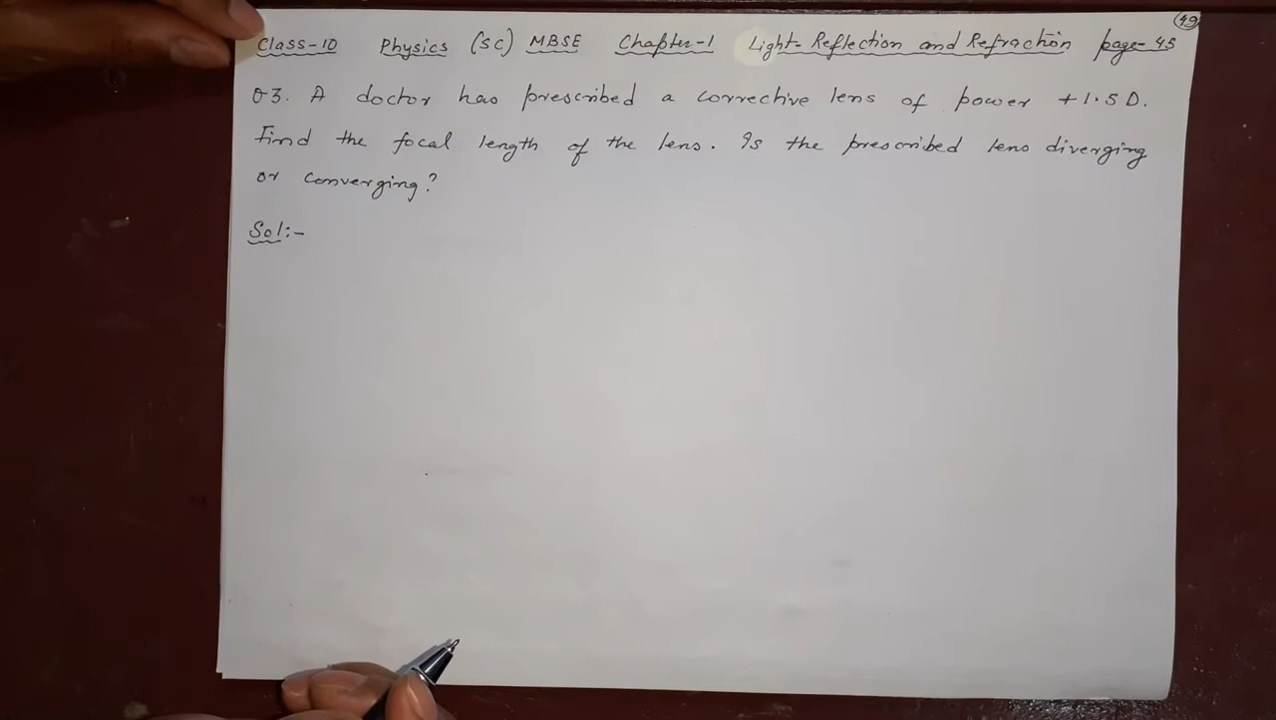 49
Class-10 Physics (SC) MBSE Chapter-1 Light- Reflection and Refraction page-45
Q3. A doctor has prescribed a corrective lens of power +1.5 D.
Find the focal length of the lens. Is the prescribed lens diverging
or converging?
Sol:-